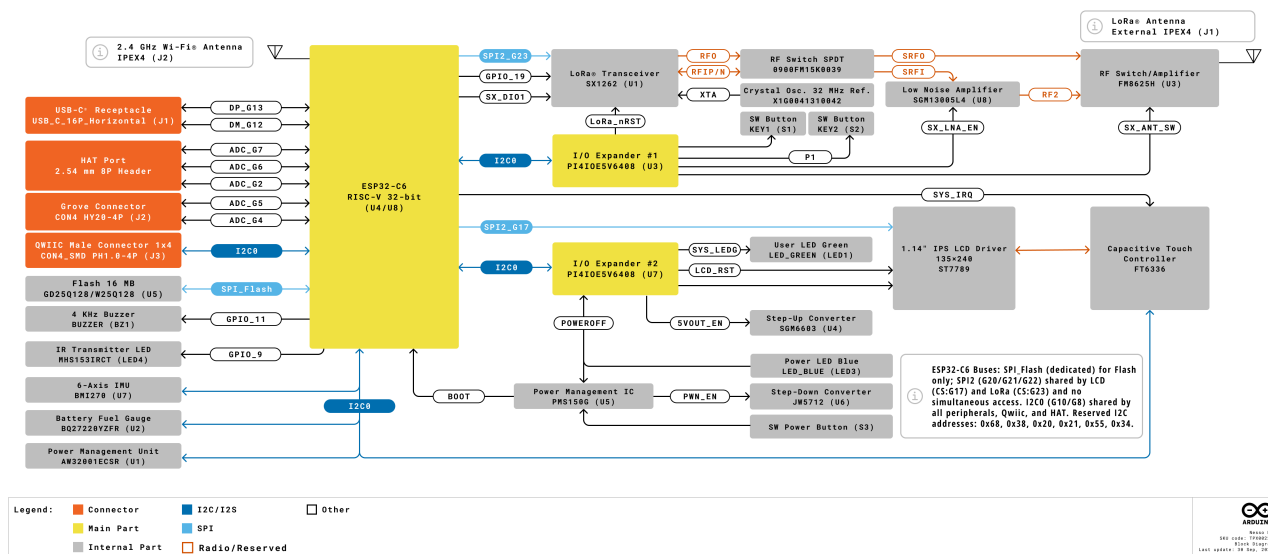 2.4 GHz Wi-Fi® Antenna
IPEX4 (J2)
LoRa® Antenna
External IPEX4 (J1)
USB-C® Receptacle
USB_C_16P_Horizontal (J1)
DP_G13
DM_G12
HAT Port
2.54 mm 8P Header
ADC_G7
ADC_G6
ADC_G2
Grove Connector
CON4 HY20-4P (J2)
ADC_G5
ADC_G4
QWIIC Male Connector 1x4
CON4_SMD PH1.0-4P (J3)
I2C0
Flash 16 MB
GD25Q128/W25Q128 (U5)
SPI_Flash
4 KHz Buzzer
BUZZER (BZ1)
GPIO_11
IR Transmitter LED
MHS153IRCT (LED4)
GPIO_9
6-Axis IMU
BMI270 (U7)
Battery Fuel Gauge
BQ27220YZFR (U2)
Power Management Unit
AW32001ECSR (U1)
I2C0
ESP32-C6
RISC-V 32-bit
(U4/U8)
SPI2_G23
GPIO_19
SX_DIO1
LoRa® Transceiver
SX1262 (U1)
RFO
RFIP/N
XTA
RF Switch SPDT
0900FM15K0039
Crystal Osc. 32 MHz Ref.
X1G0041310042
SRFO
SRFI
Low Noise Amplifier
SGM13005L4 (U8)
RF2
RF Switch/Amplifier
FM8625H (U3)
LoRa_nRST
SW Button
KEY1 (S1)
SW Button
KEY2 (S2)
SX_LNA_EN
SX_ANT_SW
I2C0
I/O Expander #1
PI4IOE5V6408 (U3)
P1
SYS_IRQ
SPI2_G17
I2C0
I/O Expander #2
PI4IOE5V6408 (U7)
SYS_LEDG
LCD_RST
User LED Green
LED_GREEN (LED1)
1.14" IPS LCD Driver
135×240
ST7789
Capacitive Touch
Controller
FT6336
POWEROFF
5VOUT_EN
Step-Up Converter
SGM6603 (U4)
Power LED Blue
LED_BLUE (LED3)
BOOT
Power Management IC
PMS150G (U5)
PWN_EN
Step-Down Converter
JW5712 (U6)
SW Power Button (S3)
ESP32-C6 Buses: SPI_Flash (dedicated) for Flash
only; SPI2 (G20/G21/G22) shared by LCD
(CS:G17) and LoRa (CS:G23) and no
simultaneous access. I2C0 (G10/G8) shared by
all peripherals, Qwiic, and HAT. Reserved I2C
addresses: 0x68, 0x38, 0x20, 0x21, 0x55, 0x34.
Legend:
Connector
I2C/I2S
Other
Main Part
SPI
Internal Part
Radio/Reserved
ARDUIN
Block Diagr
Last update: 30 Sep, 20